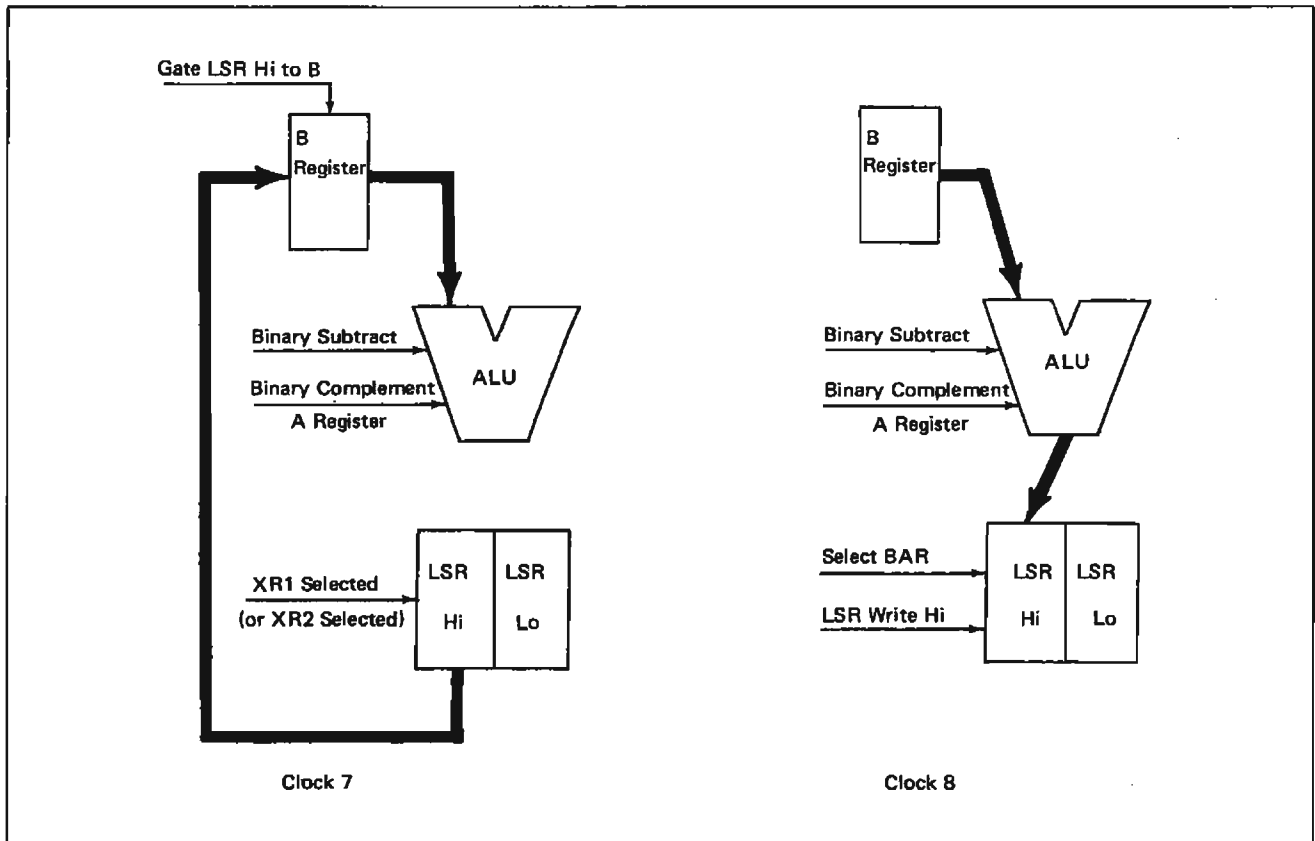 Gate LSR Hi to B
B
Register
Binary Subtract
Binary Complement
A Register
ALU
XR1 Selected
(or XR2 Selected)
LSR
Hi
LSR
Lo
Clock 7
B
Register
Binary Subtract
Binary Complement
A Register
ALU
Select BAR
LSR Write Hi
LSR
Hi
LSR
Lo
Clock 8